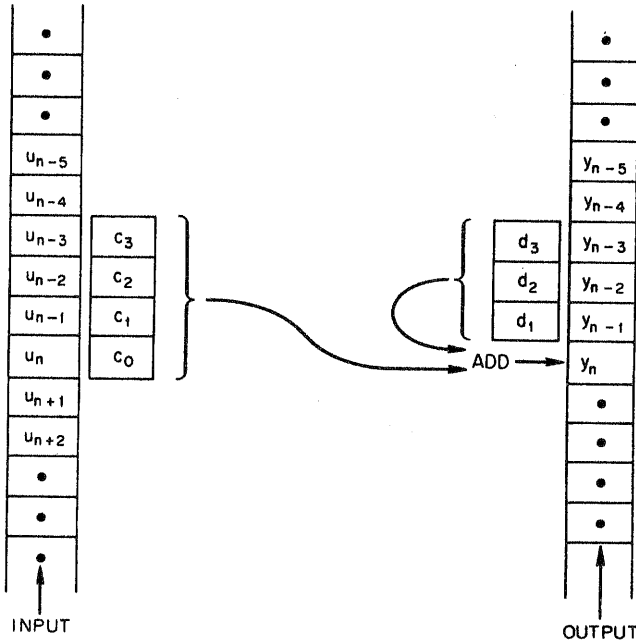 u_{n-5}
u_{n-4}
u_{n-3}
u_{n-2}
u_{n-1}
u_n
u_{n+1}
u_{n+2}
INPUT
c_3
c_2
c_1
c_0
d_3
d_2
d_1
ADD
y_{n-5}
y_{n-4}
y_{n-3}
y_{n-2}
y_{n-1}
y_n
OUTPUT